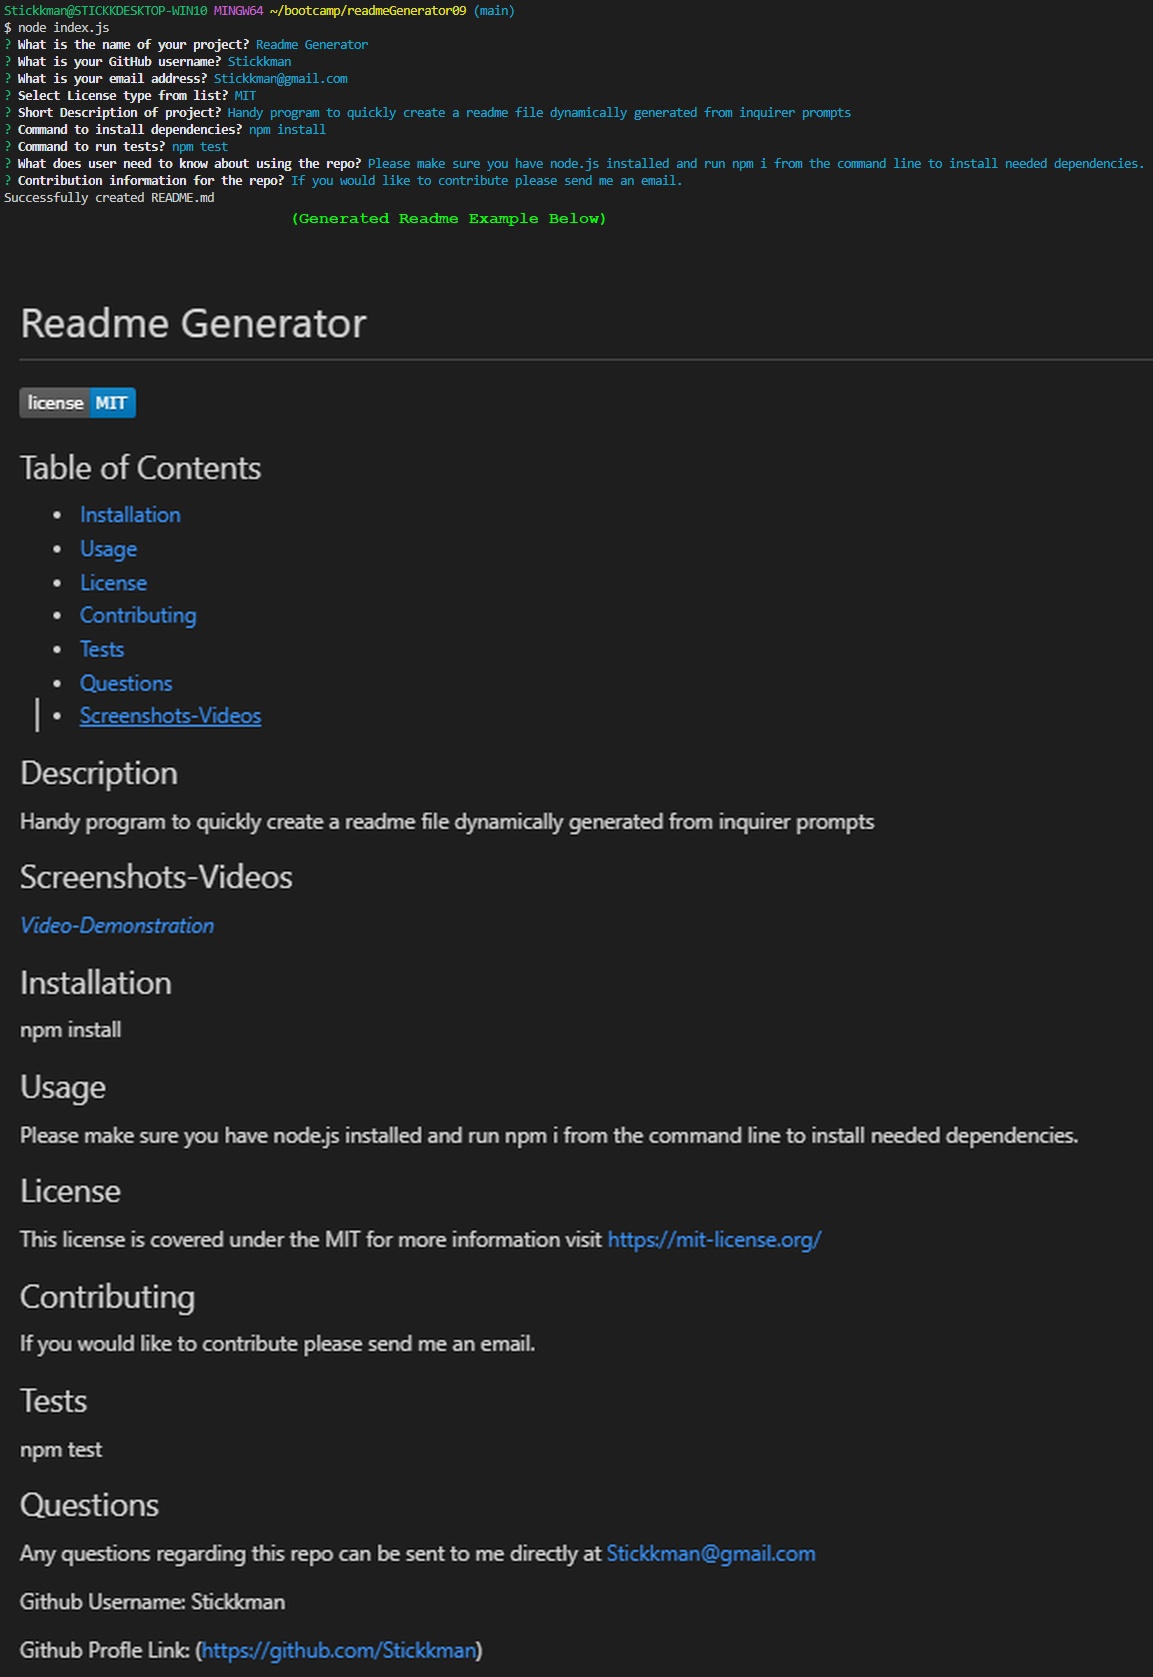 Stickkman@STICKKDESKTOP-WIN10 MINGW64 ~/bootcamp/readmeGenerator09 (main)
$ node index.js
? What is the name of your project? Readme Generator
? What is your GitHub username? Stickkman
? What is your email address? Stickkman@gmail.com
? Select License type from list? MIT
? Short Description of project? Handy program to quickly create a readme file dynamically generated from inquirer prompts
? Command to install dependencies? npm install
? Command to run tests? npm test
? What does user need to know about using the repo? Please make sure you have node.js installed and run npm i from the command line to install needed dependencies.
? Contribution information for the repo? If you would like to contribute please send me an email.
Successfully created README.md
(Generated Readme Example Below)
Readme Generator
license MIT
Table of Contents
• Installation
• Usage
• License
• Contributing
• Tests
• Questions
• Screenshots-Videos
Description
Handy program to quickly create a readme file dynamically generated from inquirer prompts
Screenshots-Videos
Video-Demonstration
Installation
npm install
Usage
Please make sure you have node.js installed and run npm i from the command line to install needed dependencies.
License
This license is covered under the MIT for more information visit https://mit-license.org/
Contributing
If you would like to contribute please send me an email.
Tests
npm test
Questions
Any questions regarding this repo can be sent to me directly at Stickkman@gmail.com
Github Username: Stickkman
Github Profle Link: (https://github.com/Stickkman)